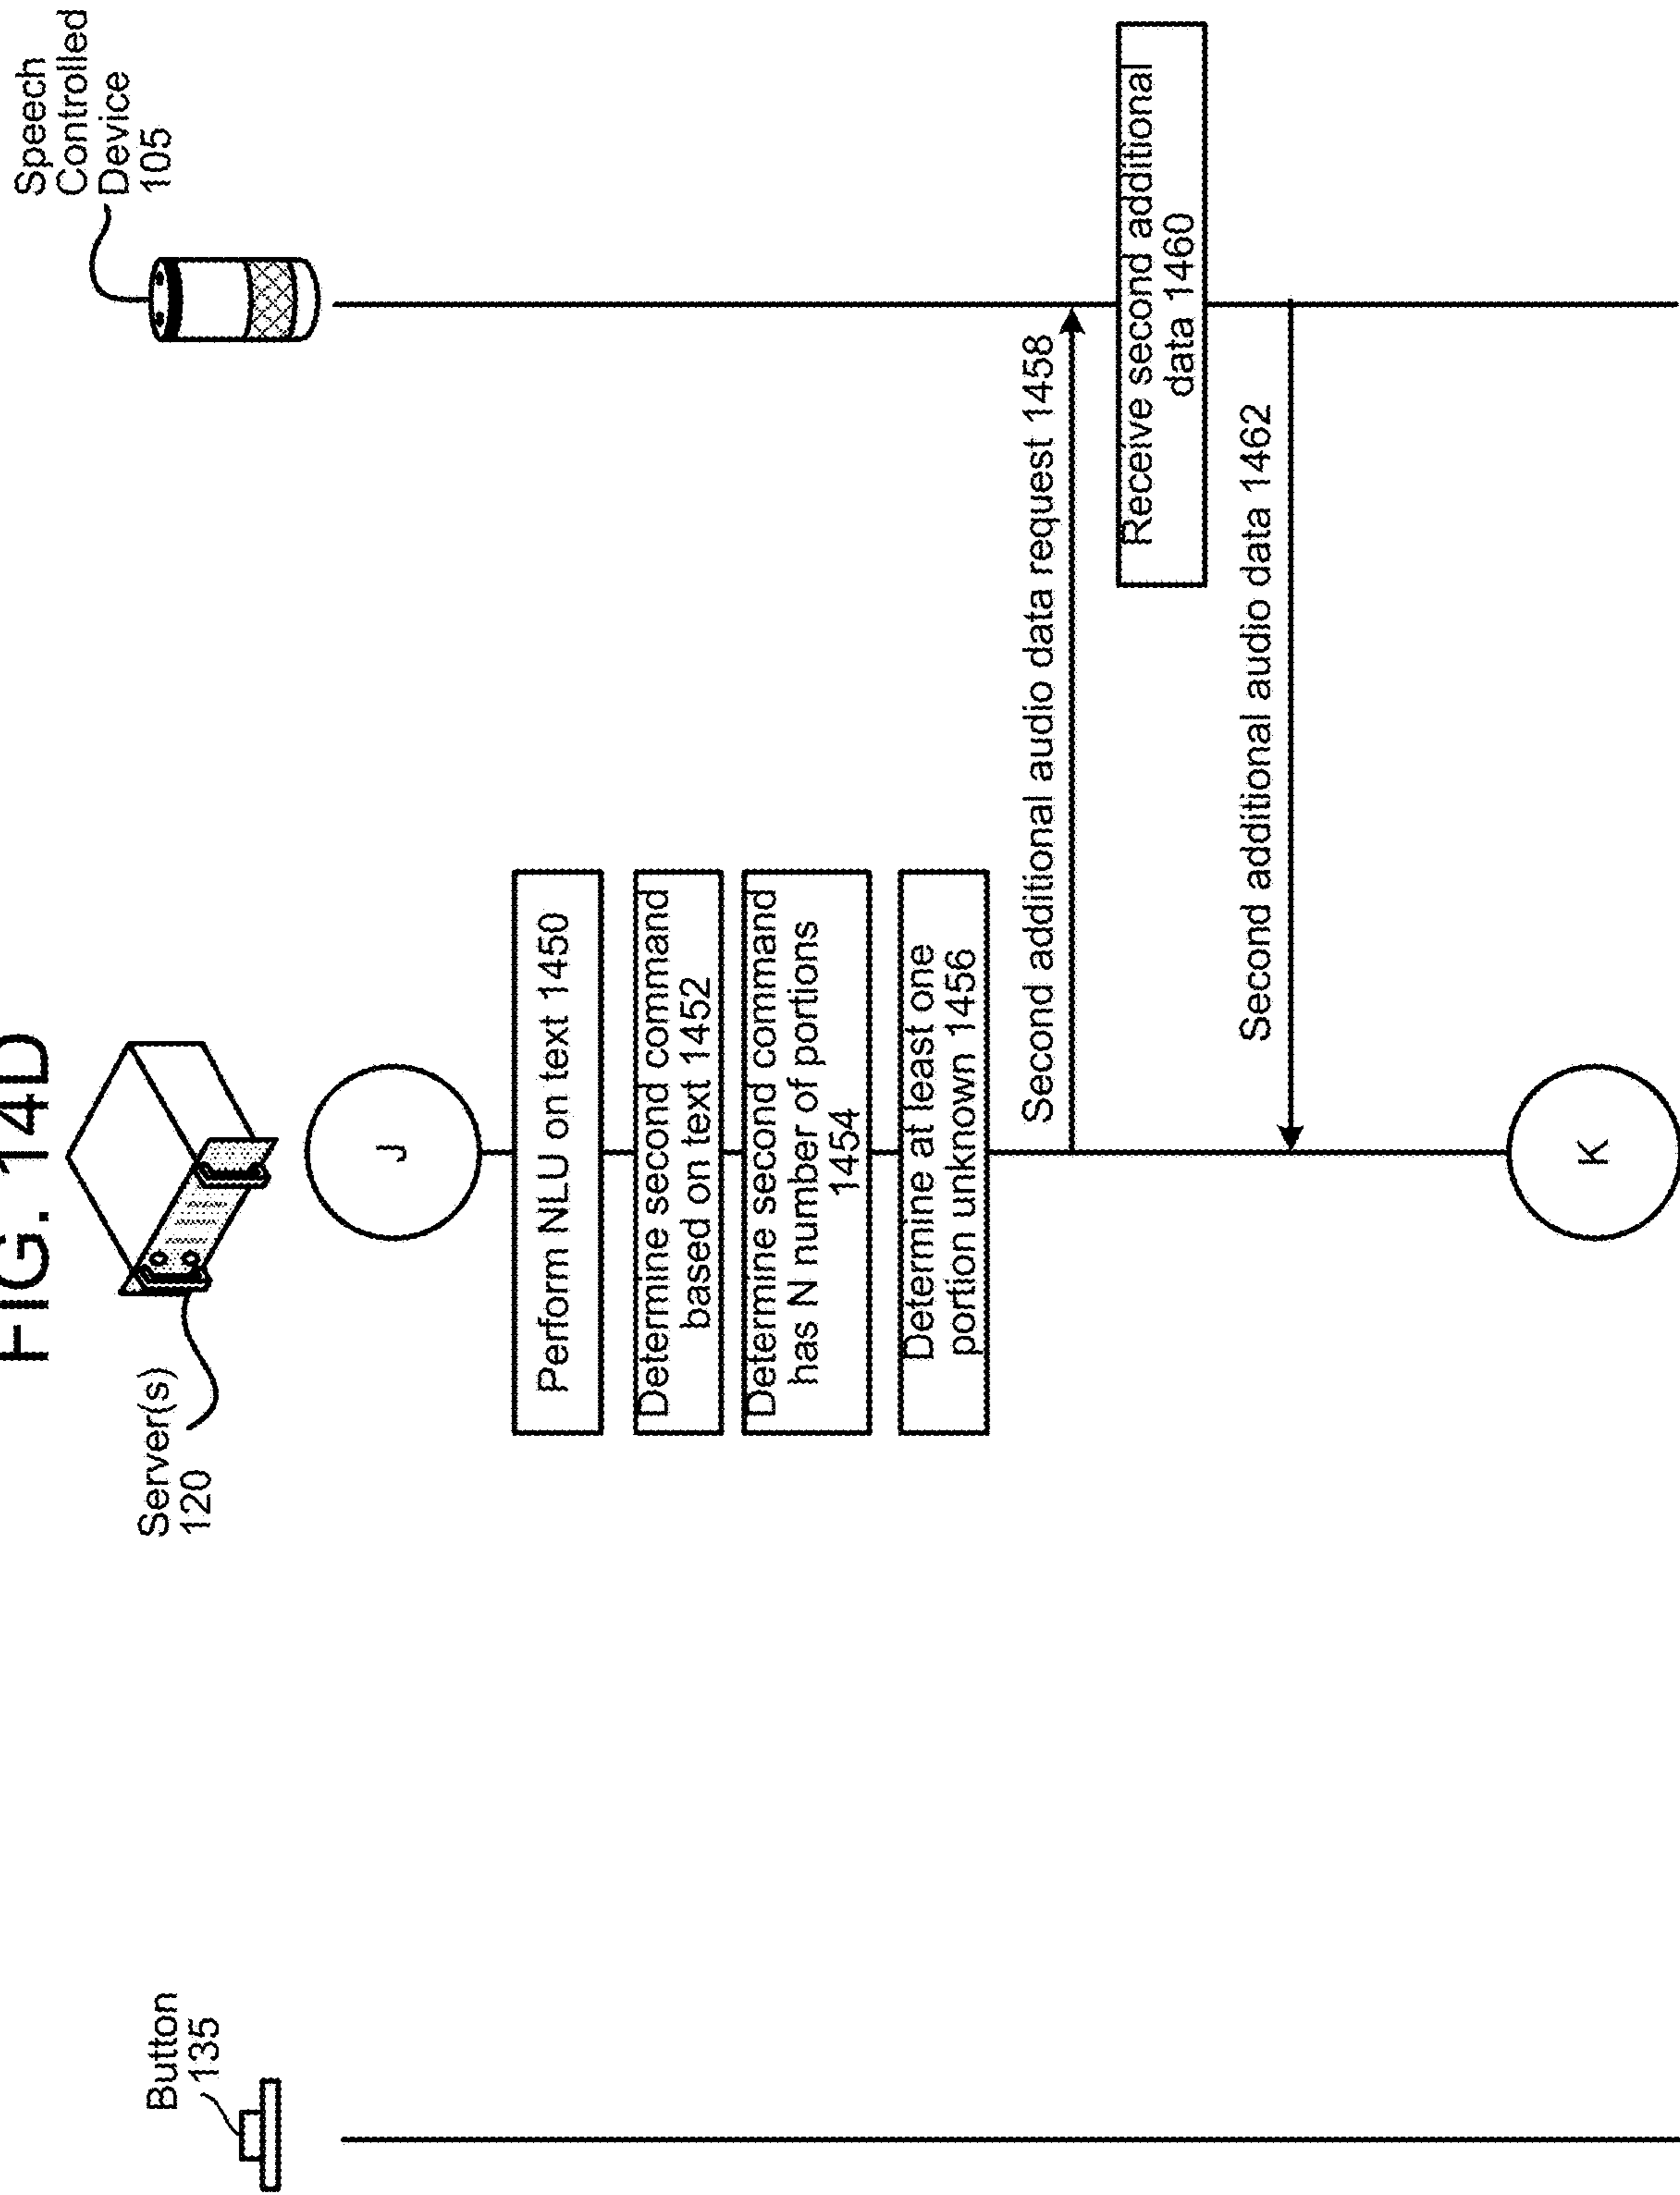 FIG. 14D
Button
135
Server(s)
120
Speech
Controlled
Device
105
J
Perform NLU on text 1450
Determine second command
based on text 1452
Determine second command
has N number of portions
1454
Determine at least one
portion unknown 1456
Second additional audio data request 1458
Receive second additional
data 1460
Second additional audio data 1462
K